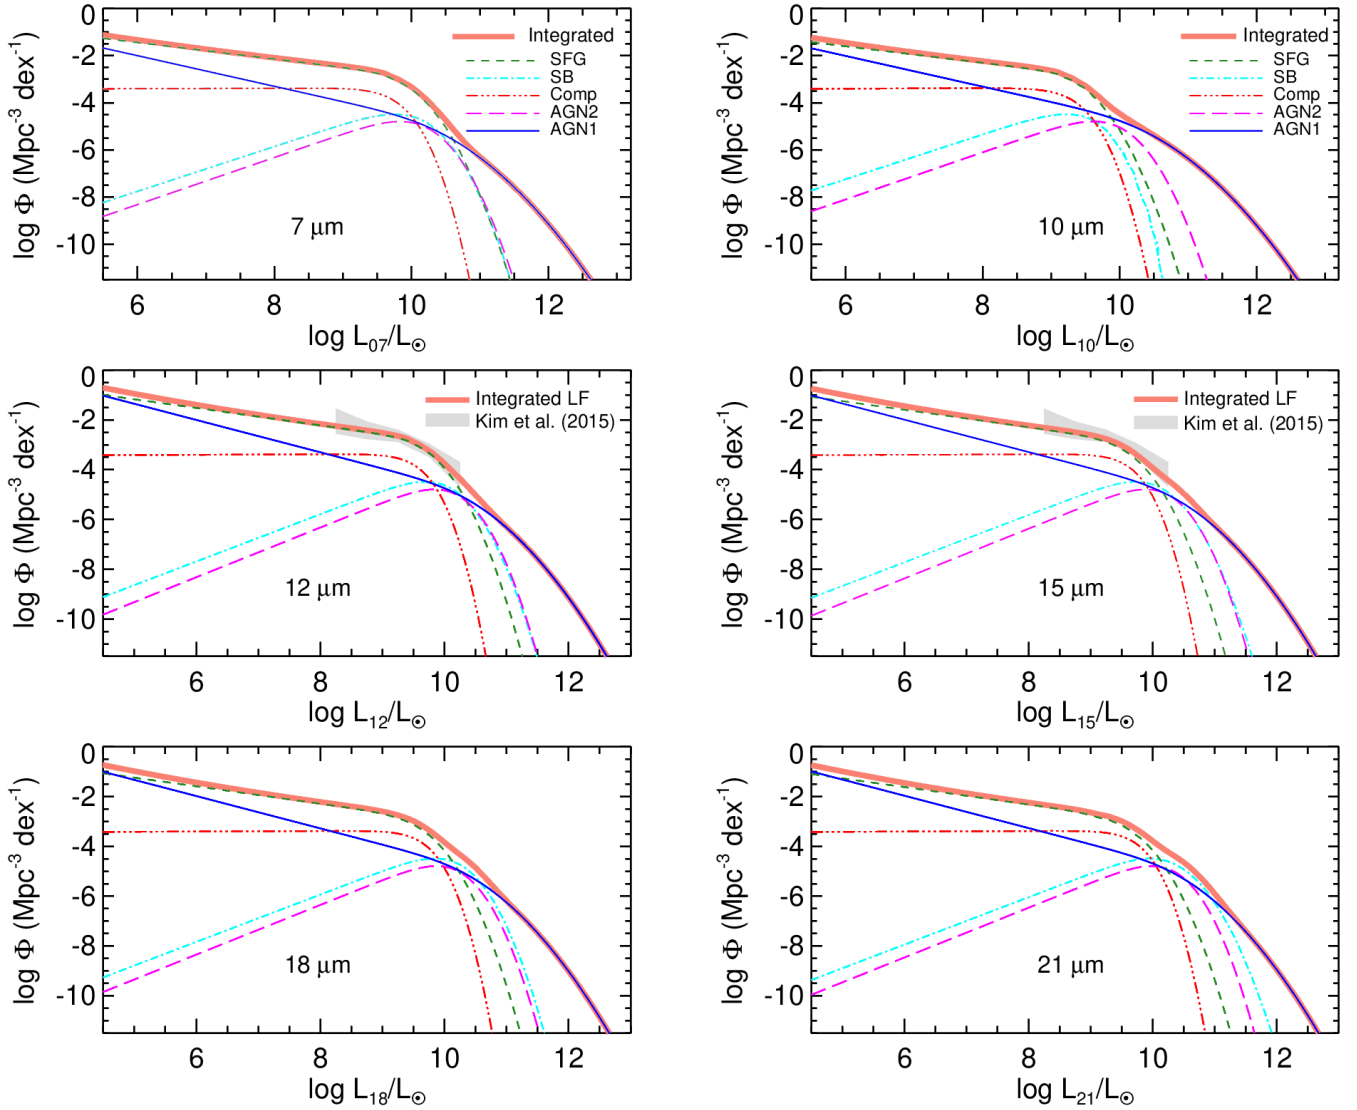 0
-2
-4
-6
-8
-10
log Φ (Mpc⁻³ dex⁻¹)
Integrated
SFG
SB
Comp
AGN2
AGN1
7 μm
6 8 10 12
log L₀₇/L☉
0
-2
-4
-6
-8
-10
log Φ (Mpc⁻³ dex⁻¹)
Integrated
SFG
SB
Comp
AGN2
AGN1
10 μm
6 8 10 12
log L₁₀/L☉
0
-2
-4
-6
-8
-10
log Φ (Mpc⁻³ dex⁻¹)
Integrated LF
Kim et al. (2015)
12 μm
6 8 10 12
log L₁₂/L☉
0
-2
-4
-6
-8
-10
log Φ (Mpc⁻³ dex⁻¹)
Integrated LF
Kim et al. (2015)
15 μm
6 8 10 12
log L₁₅/L☉
0
-2
-4
-6
-8
-10
log Φ (Mpc⁻³ dex⁻¹)
18 μm
6 8 10 12
log L₁₈/L☉
0
-2
-4
-6
-8
-10
log Φ (Mpc⁻³ dex⁻¹)
21 μm
6 8 10 12
log L₂₁/L☉